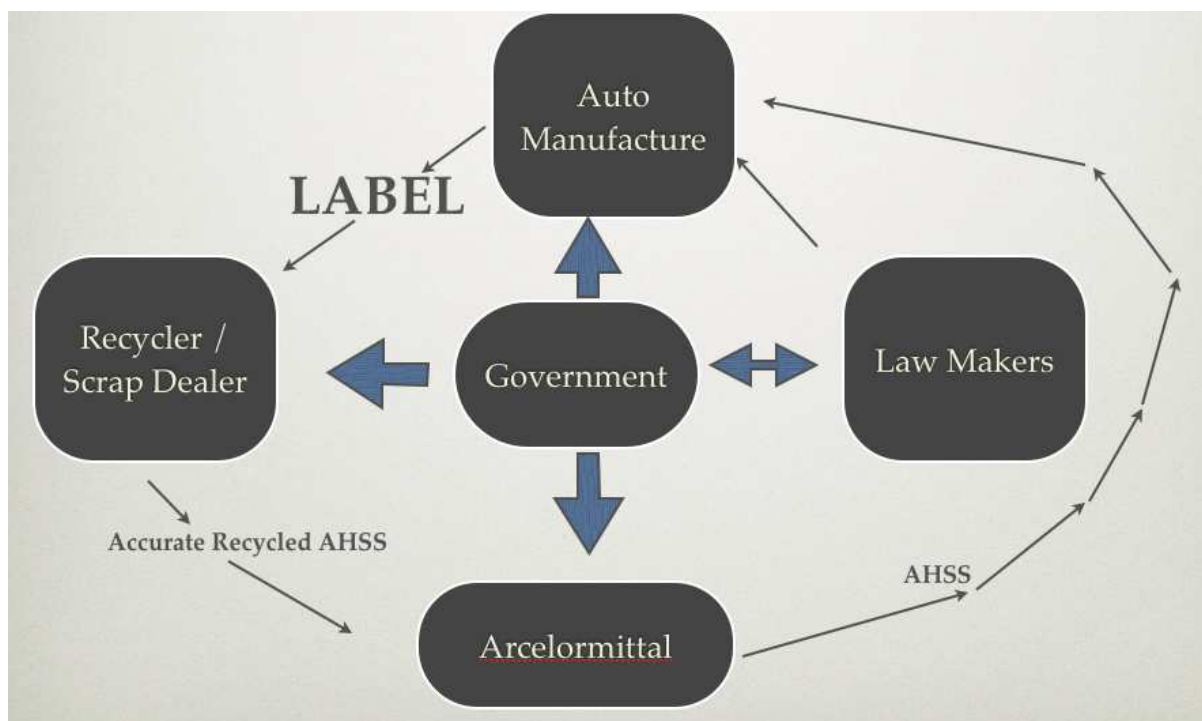 Auto
Manufacture
LABEL
Recycler /
Scrap Dealer
Government
Law Makers
Accurate Recycled AHSS
AHSS
Arcelormittal